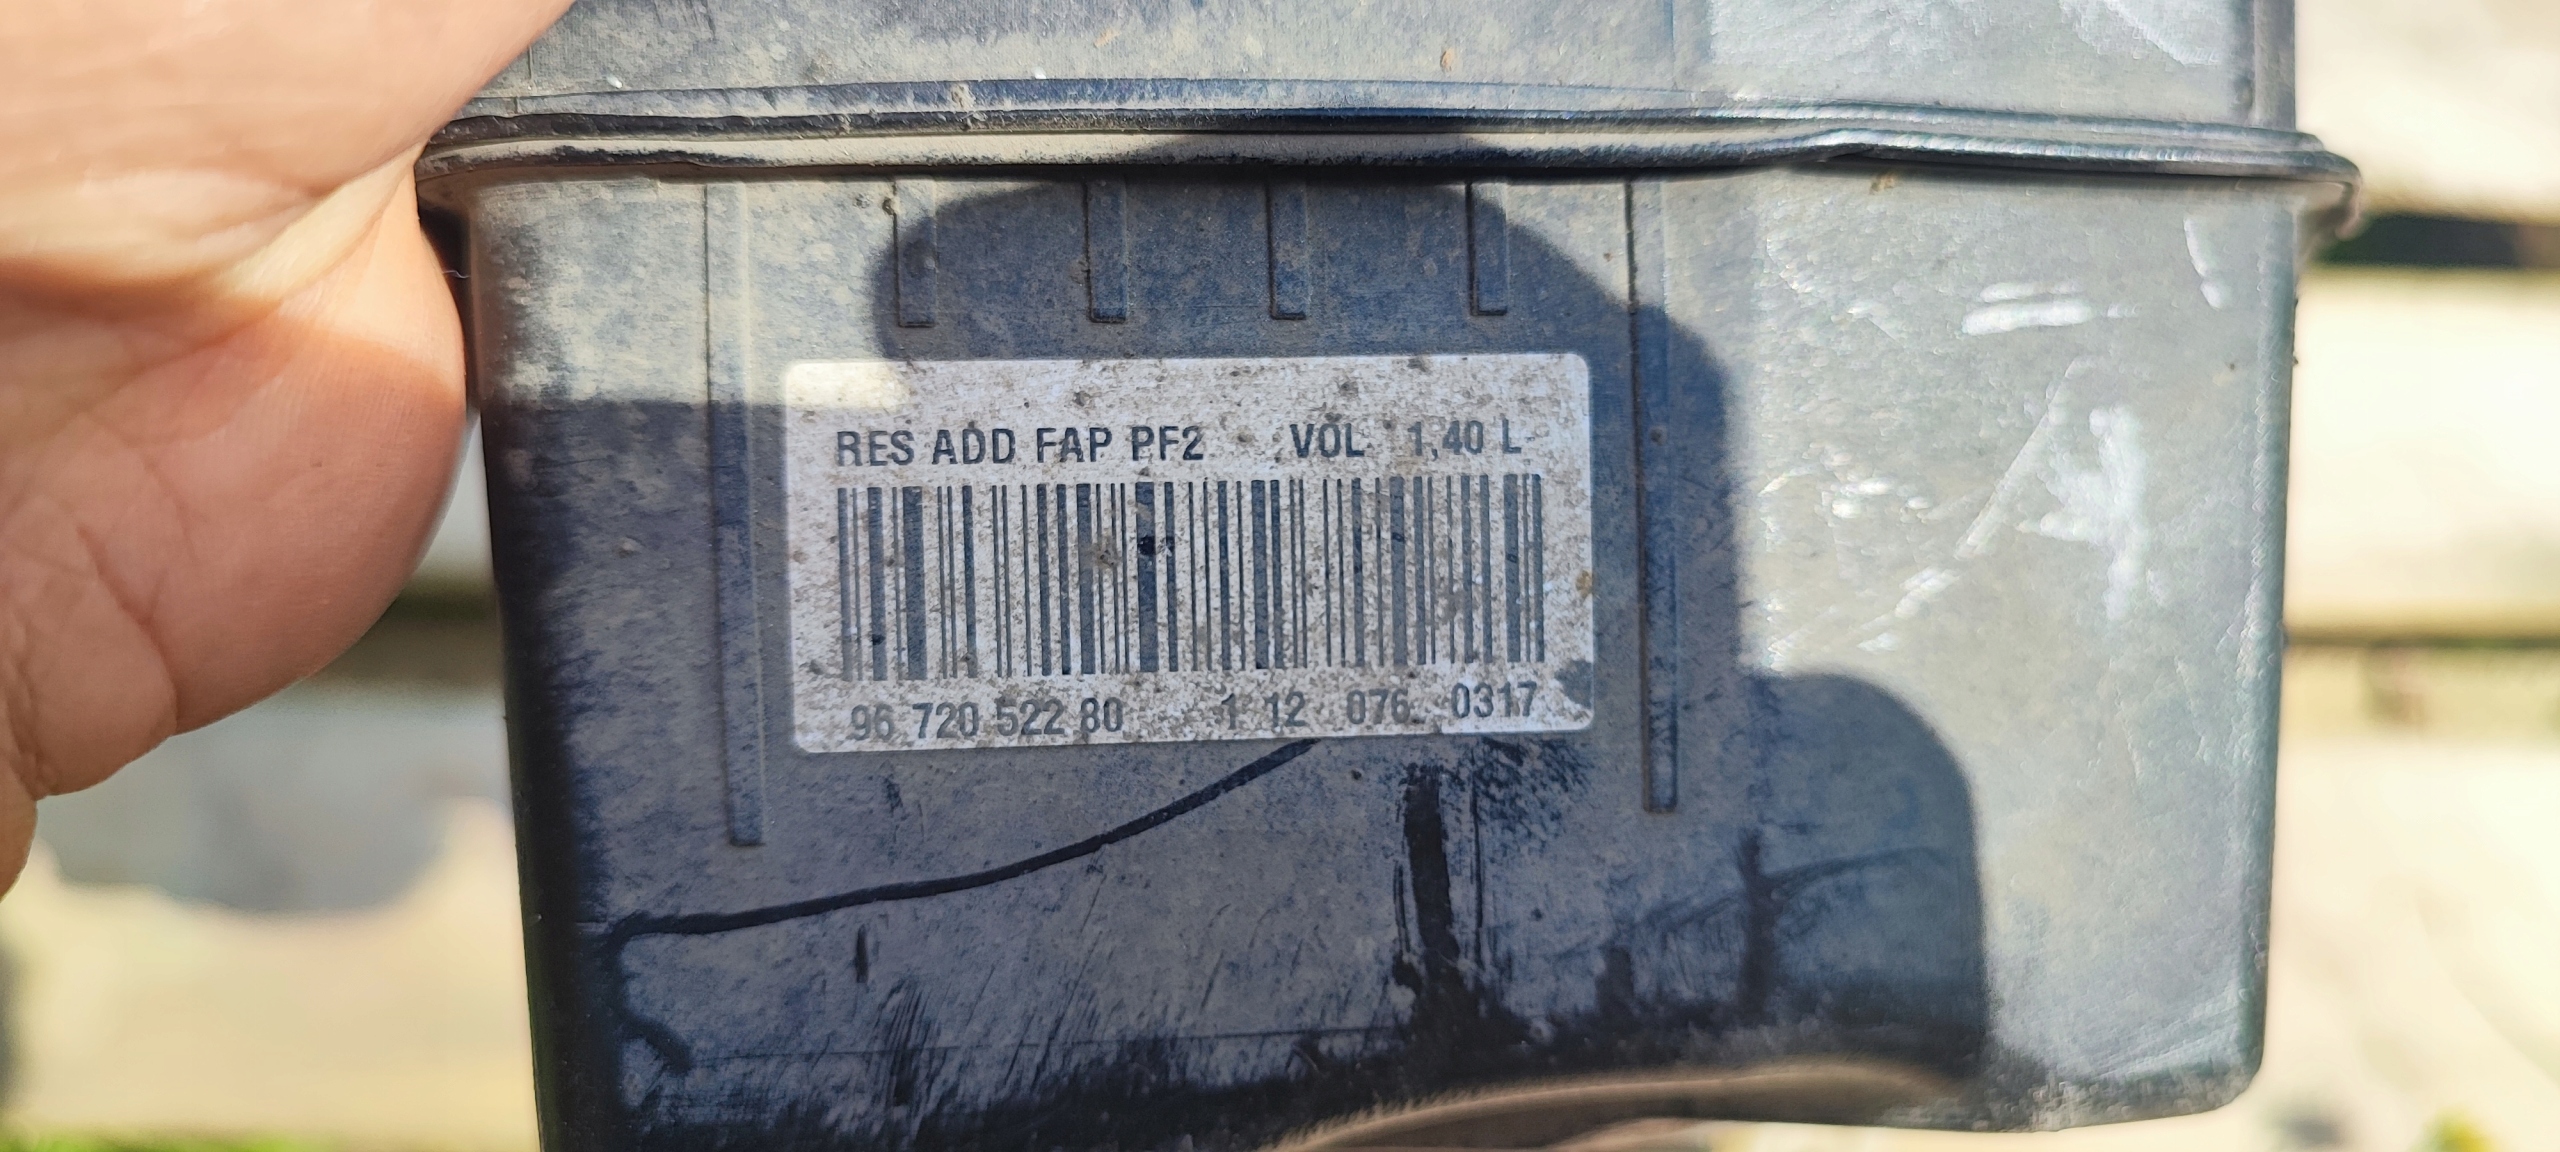 RES ADD FAP PF2 VOL 1,40 L
96 720 522 80 1 12 076 0317